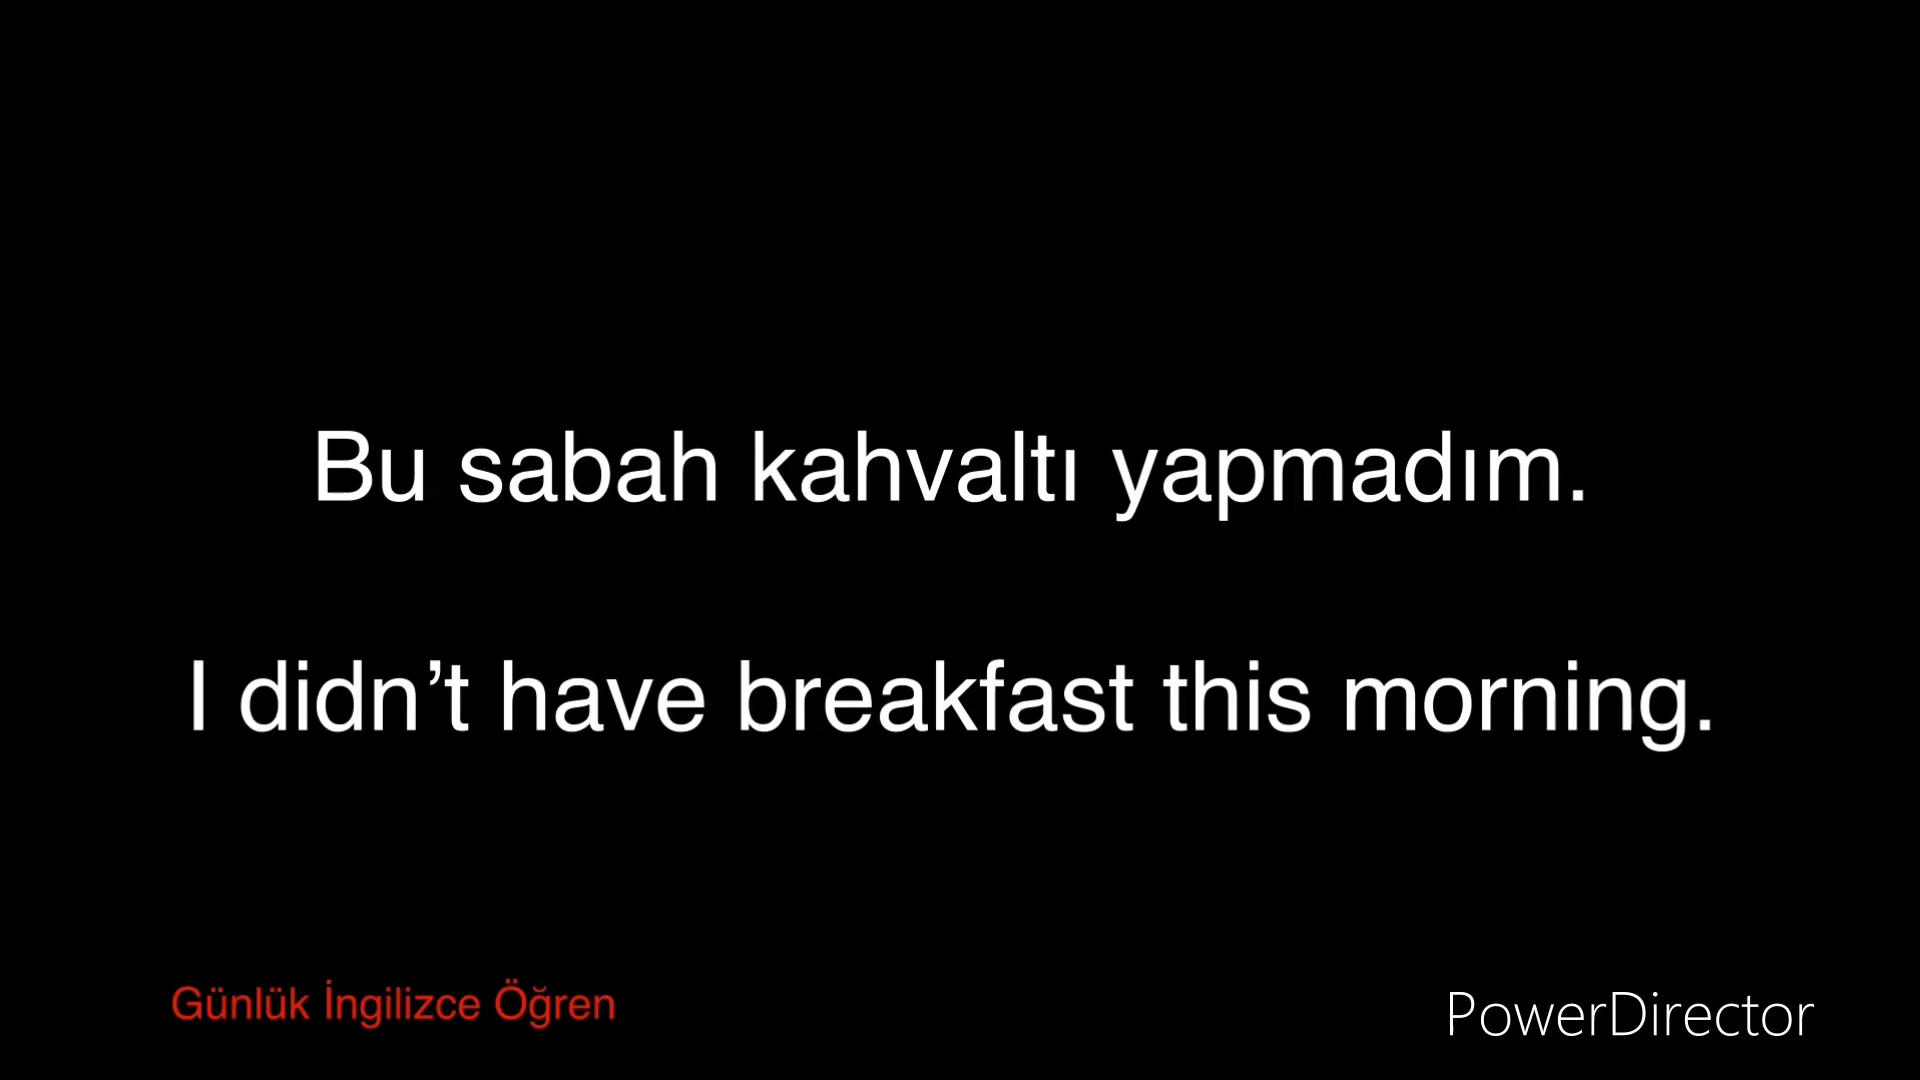 Bu sabah kahvaltı yapmadım.
I didn’t have breakfast this morning.
Günlük İngilizce Öğren
PowerDirector